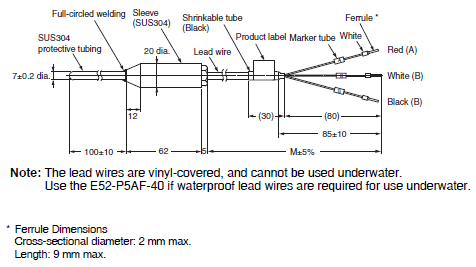 Full-circled welding
Sleeve
(SUS304)
Shrinkable tube
(Black)
Ferrule *
SUS304
protective tubing
20 dia.
Lead wire
Product label
Marker tube
White
Red (A)
7±0.2 dia.
White (B)
Black (B)
12
(30)
(80)
85±10
100±10
62
5
M±5%
Note: The lead wires are vinyl-covered, and cannot be used underwater.
Use the E52-P5AF-40 if waterproof lead wires are required for use underwater.
* Ferrule Dimensions
Cross-sectional diameter: 2 mm max.
Length: 9 mm max.